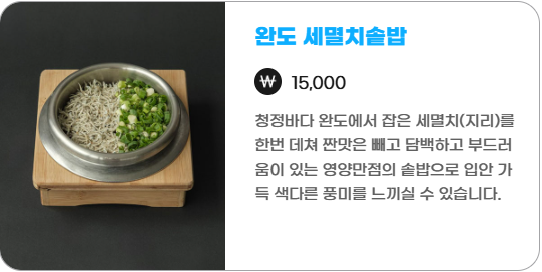 완도 세멸치솥밥
₩ 15,000
청정바다 완도에서 잡은 세멸치(지리)를
한번 데쳐 짠맛은 빼고 담백하고 부드러
움이 있는 영양만점의 솥밥으로 입안 가
득 색다른 풍미를 느끼실 수 있습니다.